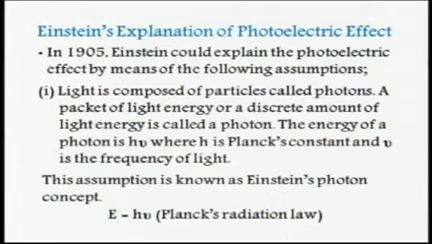 Einstein's Explanation of Photoelectric Effect
• In 1905, Einstein could explain the photoelectric
effect by means of the following assumptions;
(i) Light is composed of particles called photons. A
packet of light energy or a discrete amount of
light energy is called a photon. The energy of a
photon is hυ where h is Planck's constant and υ
is the frequency of light.
This assumption is known as Einstein's photon
concept.
E = hυ (Planck's radiation law)